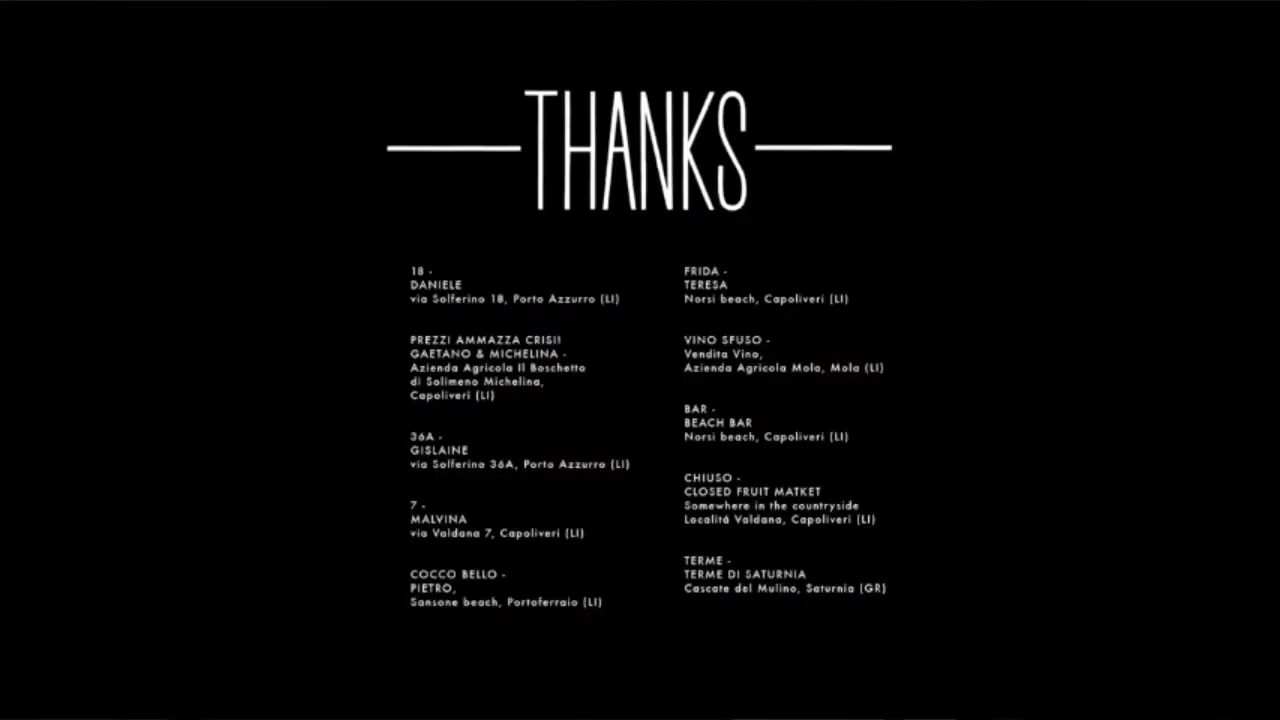 THANKS
18 -
DANIELE
via Solferino 18, Porto Azzurro (LI)
PREZZI AMMAZZA CRISI!
GAETANO & MICHELINA -
Azienda Agricola Il Boschetto
di Solimeno Michelina,
Capoliveri (LI)
36A -
GISLAINE
via Solferino 36A, Porto Azzurro (LI)
7 -
MALVINA
via Valdana 7, Capoliveri (LI)
COCCO BELLO -
PIETRO,
Sansone beach, Portoferraio (LI)
FRIDA -
TERESA
Norsi beach, Capoliveri (LI)
VINO SFUSO -
Vendita Vino,
Azienda Agricola Mola, Mola (LI)
BAR -
BEACH BAR
Norsi beach, Capoliveri (LI)
CHIUSO -
CLOSED FRUIT MATKET
Somewhere in the countryside
Località Valdana, Capoliveri (LI)
TERME -
TERME DI SATURNIA
Cascate del Mulino, Saturnia (GR)